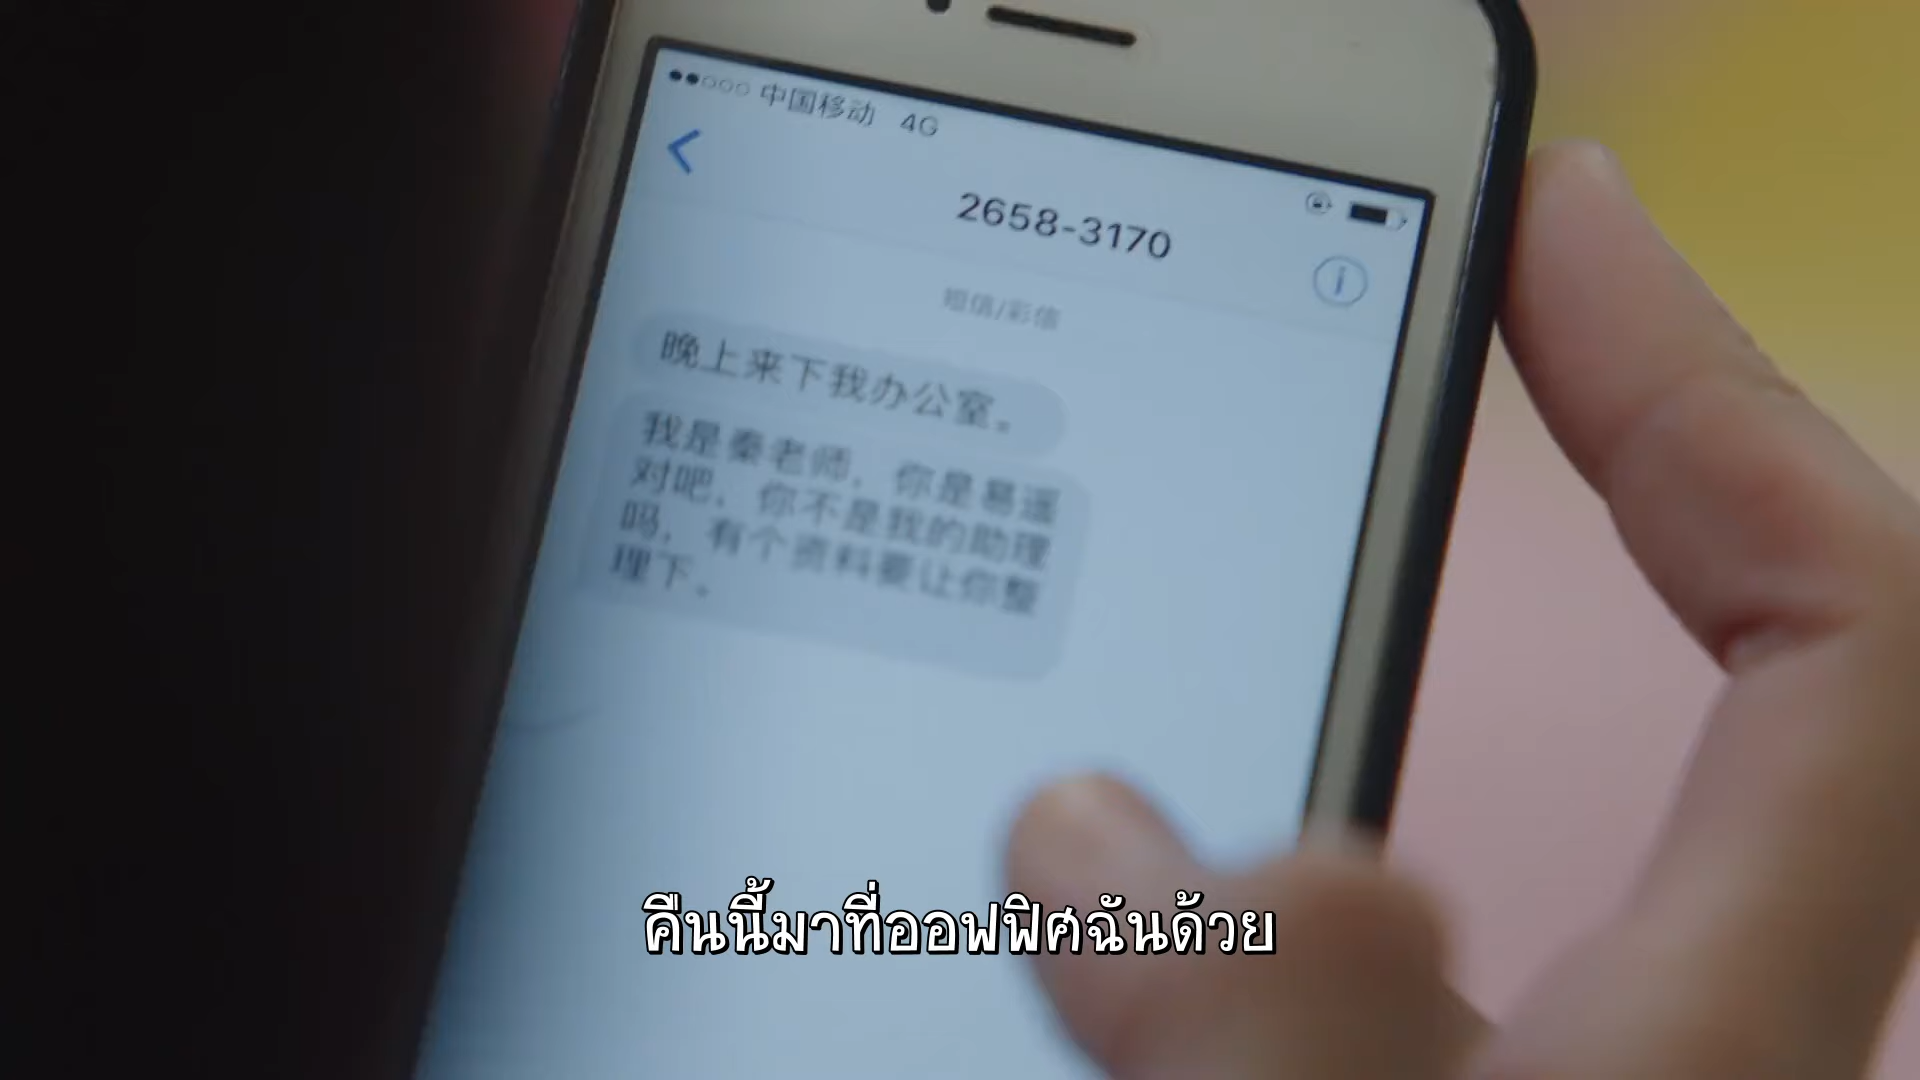 中国移动 4G
2658-3170
短信/彩信
晚上来下我办公室。
我是秦老师，你是易遥
对吧，你不是我的助理
吗，有个资料要让你整
理下。
คืนนี้มาที่ออฟฟิศฉันด้วย